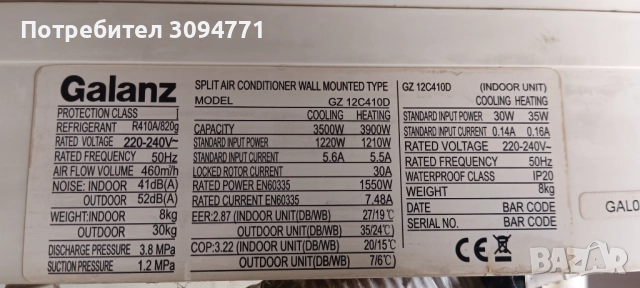 Потребител 3094771
Galanz
PROTECTION CLASS I
REFRIGERANT R410A/820g
RATED VOLTAGE 220-240V~
RATED FREQUENCY 50Hz
AIR FLOW VOLUME 460m³/h
NOISE: INDOOR 41dB(A)
OUTDOOR 52dB(A)
WEIGHT:INDOOR 8kg
OUTDOOR 30kg
DISCHARGE PRESSURE 3.8 MPa
SUCTION PRESSURE 1.2 MPa
SPLIT AIR CONDITIONER WALL MOUNTED TYPE
MODEL GZ 12C410D
COOLING HEATING
CAPACITY 3500W 3900W
STANDARD INPUT POWER 1220W 1210W
STANDARD INPUT CURRENT 5.6A 5.5A
LOCKED ROTOR CURRENT 30A
RATED POWER EN60335 1550W
RATED CURRENT EN60335 7.48A
EER:2.87 (INDOOR UNIT(DB/WB) 27/19℃)
OUTDOOR UNIT(DB/WB) 35/24℃)
COP:3.22 (INDOOR UNIT(DB/WB) 20/15℃)
OUTDOOR UNIT(DB/WB) 7/6℃)
GZ 12C410D (INDOOR UNIT)
COOLING HEATING
STANDARD INPUT POWER 30W 35W
STANDARD INPUT CURRENT 0.14A 0.16A
RATED VOLTAGE 220-240V~
RATED FREQUENCY 50Hz
WATERPROOF CLASS IP20
WEIGHT 8kg
DATE BAR CODE
SERIAL NO. BAR CODE
CE
GAL0
bazar